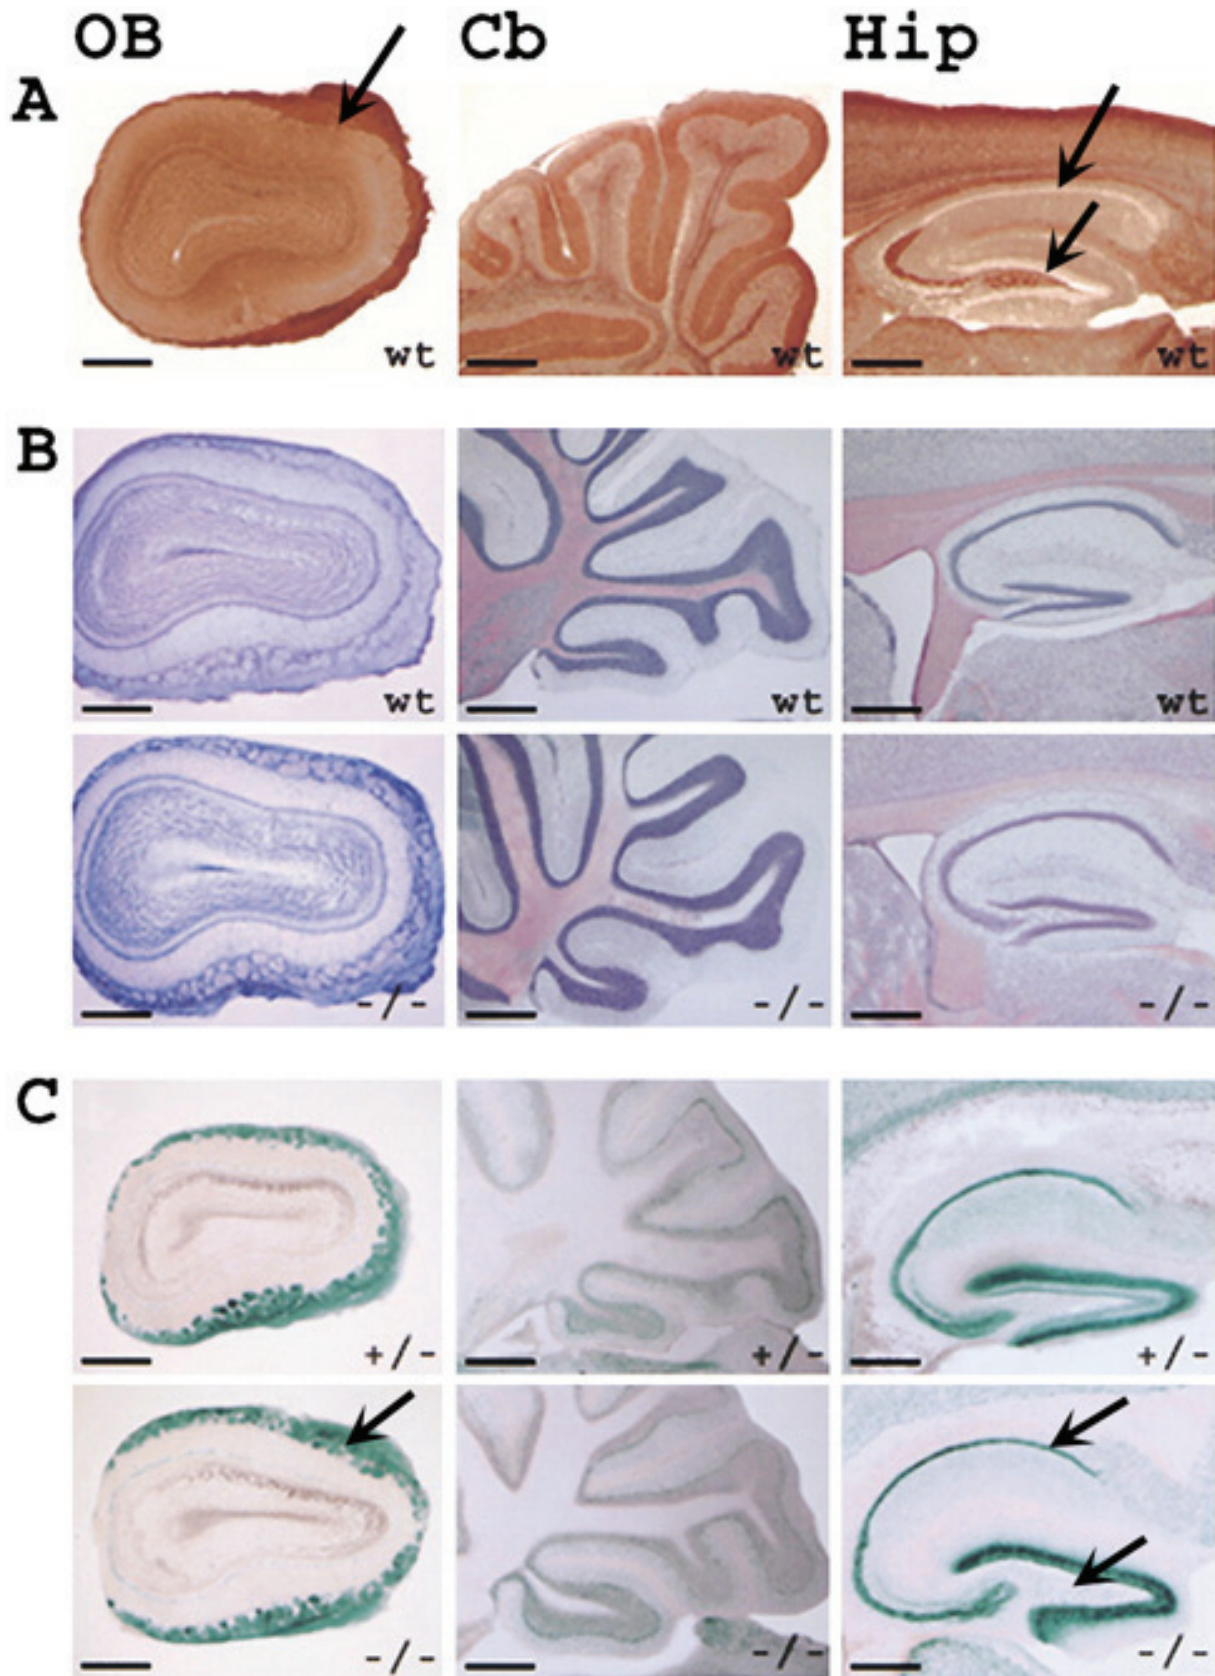 OB Cb Hip
A
wt wt wt
B
wt wt wt
-/- -/- -/-
C
+/- +/- +/-
-/- -/- -/-